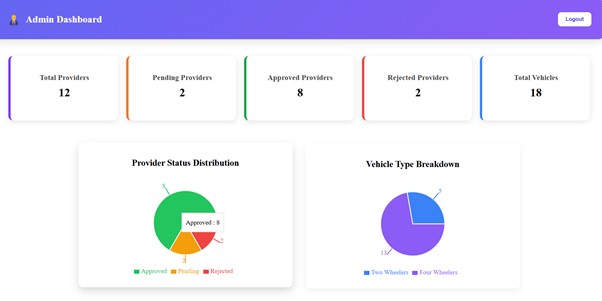 Admin Dashboard
Logout
Total Providers
12
Pending Providers
2
Approved Providers
8
Rejected Providers
2
Total Vehicles
18
Provider Status Distribution
8
Approved : 8
2
2
Approved Pending Rejected
Vehicle Type Breakdown
5
13
Two Wheelers Four Wheelers